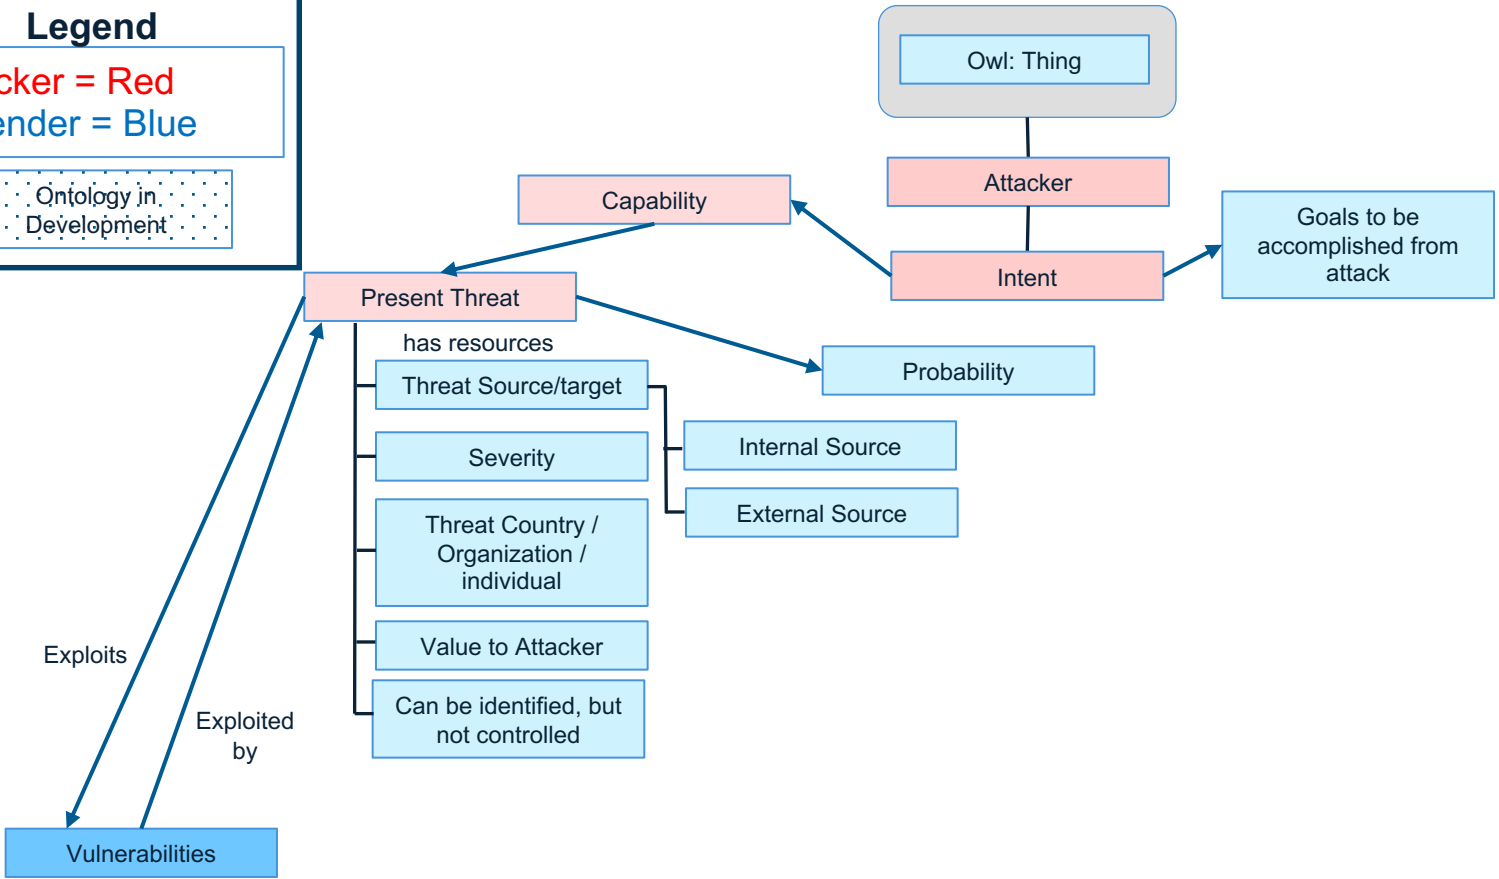 Legend
= Red
= Blue
Ontology in
Development
Owl: Thing
Attacker
Capability
Intent
Goals to be
accomplished from
attack
Present Threat
has resources
Threat Source/target
Probability
Internal Source
Severity
External Source
Threat Country /
Organization /
individual
Value to Attacker
Can be identified, but
not controlled
Exploits
Exploited
by
Vulnerabilities